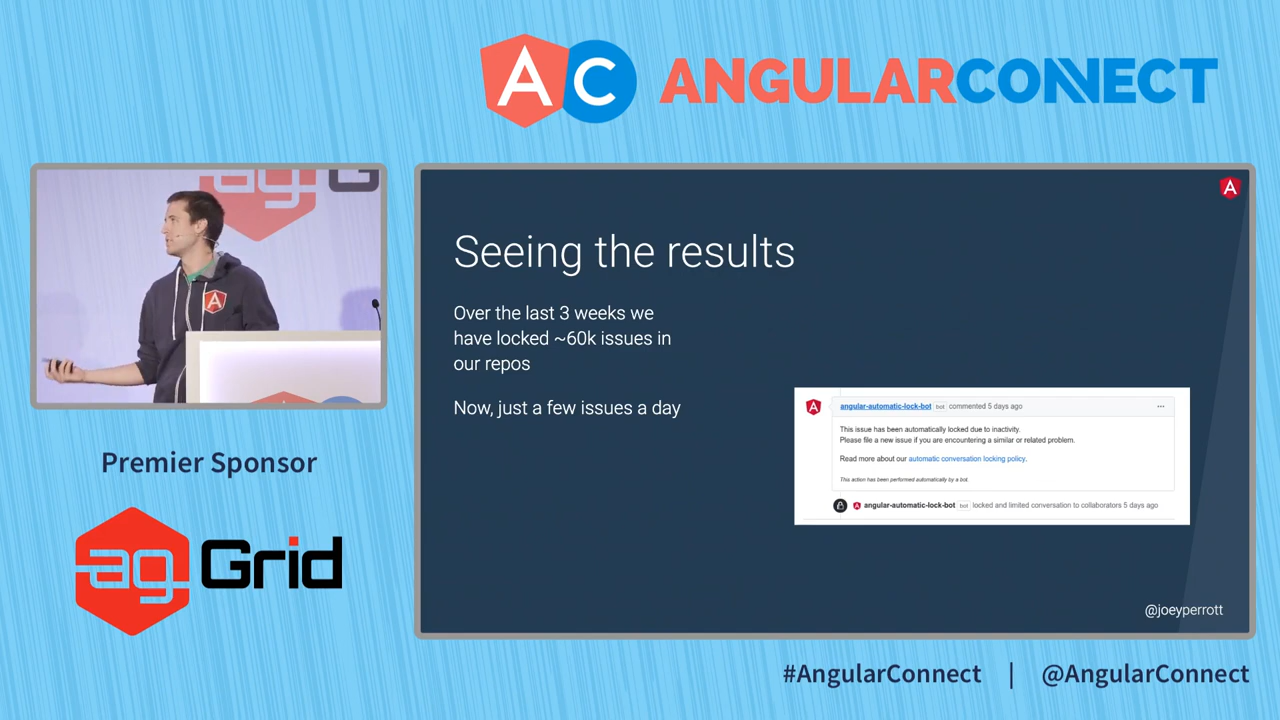 AC ANGULARCONNECT
ag G
A
A
Seeing the results
Over the last 3 weeks we
have locked ~60k issues in
our repos
Now, just a few issues a day
angular-automatic-lock-bot bot commented 5 days ago ...
This issue has been automatically locked due to inactivity.
Please file a new issue if you are encountering a similar or related problem.
Read more about our automatic conversation locking policy.
This action has been performed automatically by a bot.
angular-automatic-lock-bot bot locked and limited conversation to collaborators 5 days ago
@joeyperrott
Premier Sponsor
ag Grid
#AngularConnect | @AngularConnect